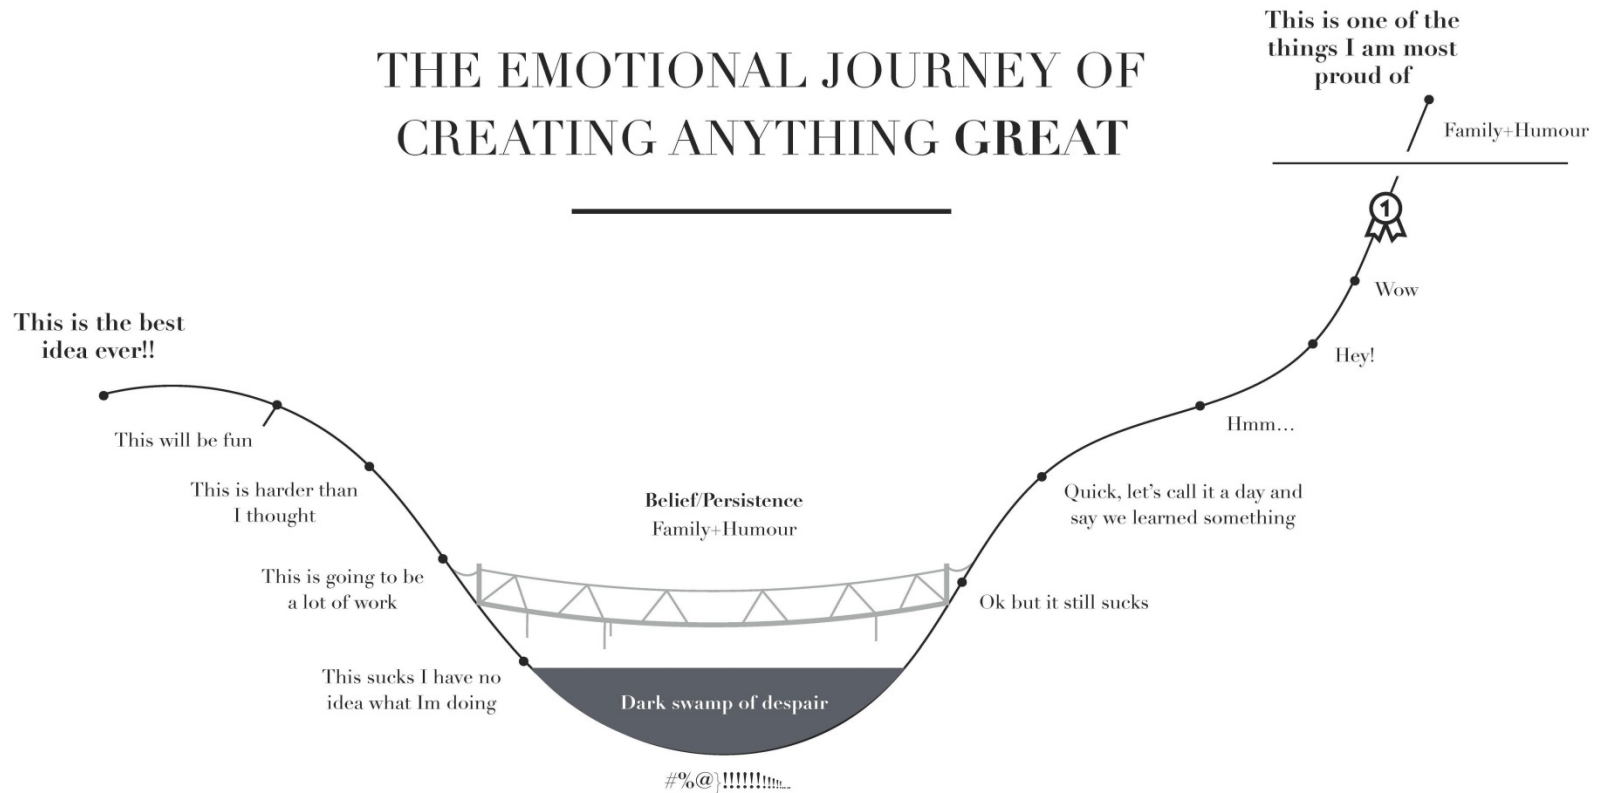 THE EMOTIONAL JOURNEY OF
CREATING ANYTHING GREAT
This is the best
idea ever!!
This will be fun
This is harder than
I thought
This is going to be
a lot of work
This sucks I have no
idea what Im doing
Dark swamp of despair
#%@}!!!!!!!!!!!!...
Belief/Persistence
Family+Humour
Ok but it still sucks
Quick, let's call it a day and
say we learned something
Hmm...
Hey!
Wow
1
Family+Humour
This is one of the
things I am most
proud of